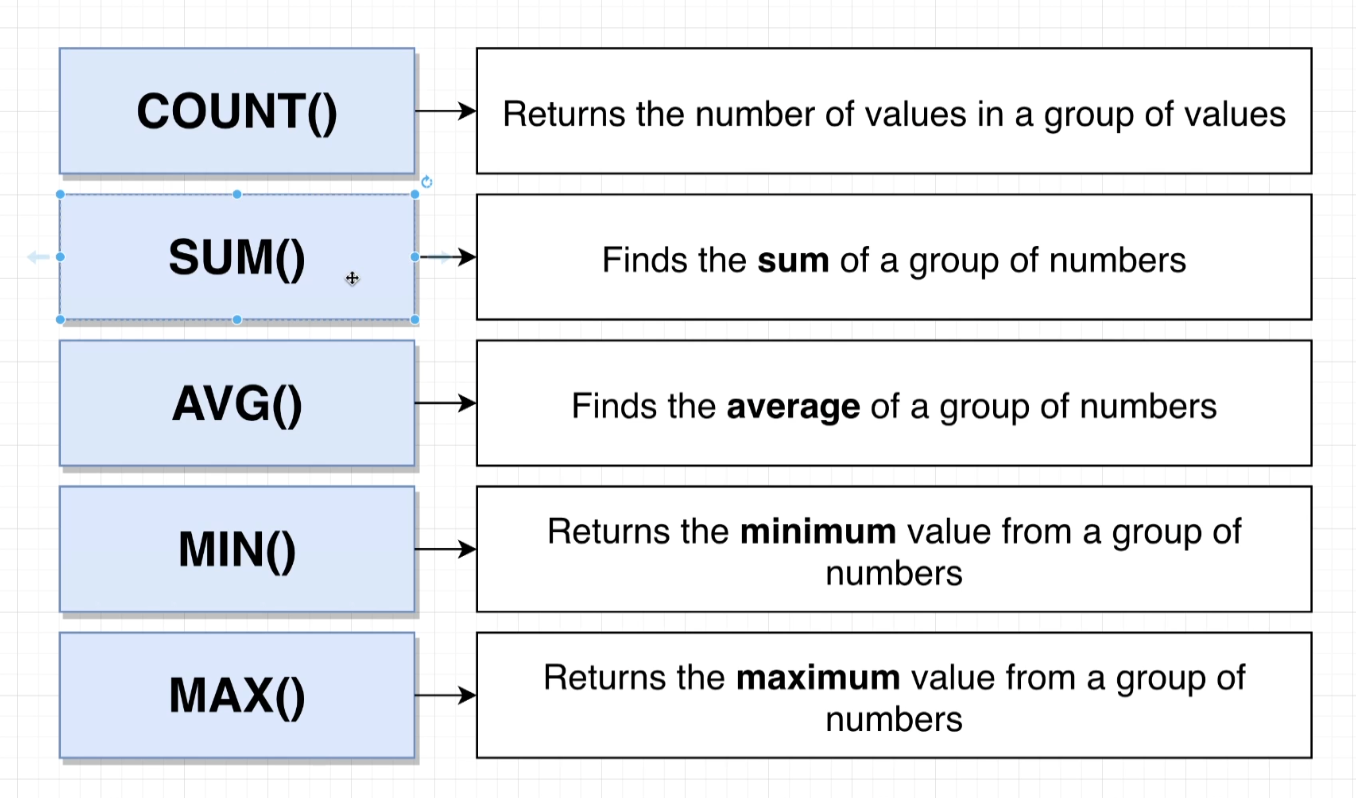 COUNT()
Returns the number of values in a group of values
SUM()
Finds the sum of a group of numbers
AVG()
Finds the average of a group of numbers
MIN()
Returns the minimum value from a group of
numbers
MAX()
Returns the maximum value from a group of
numbers